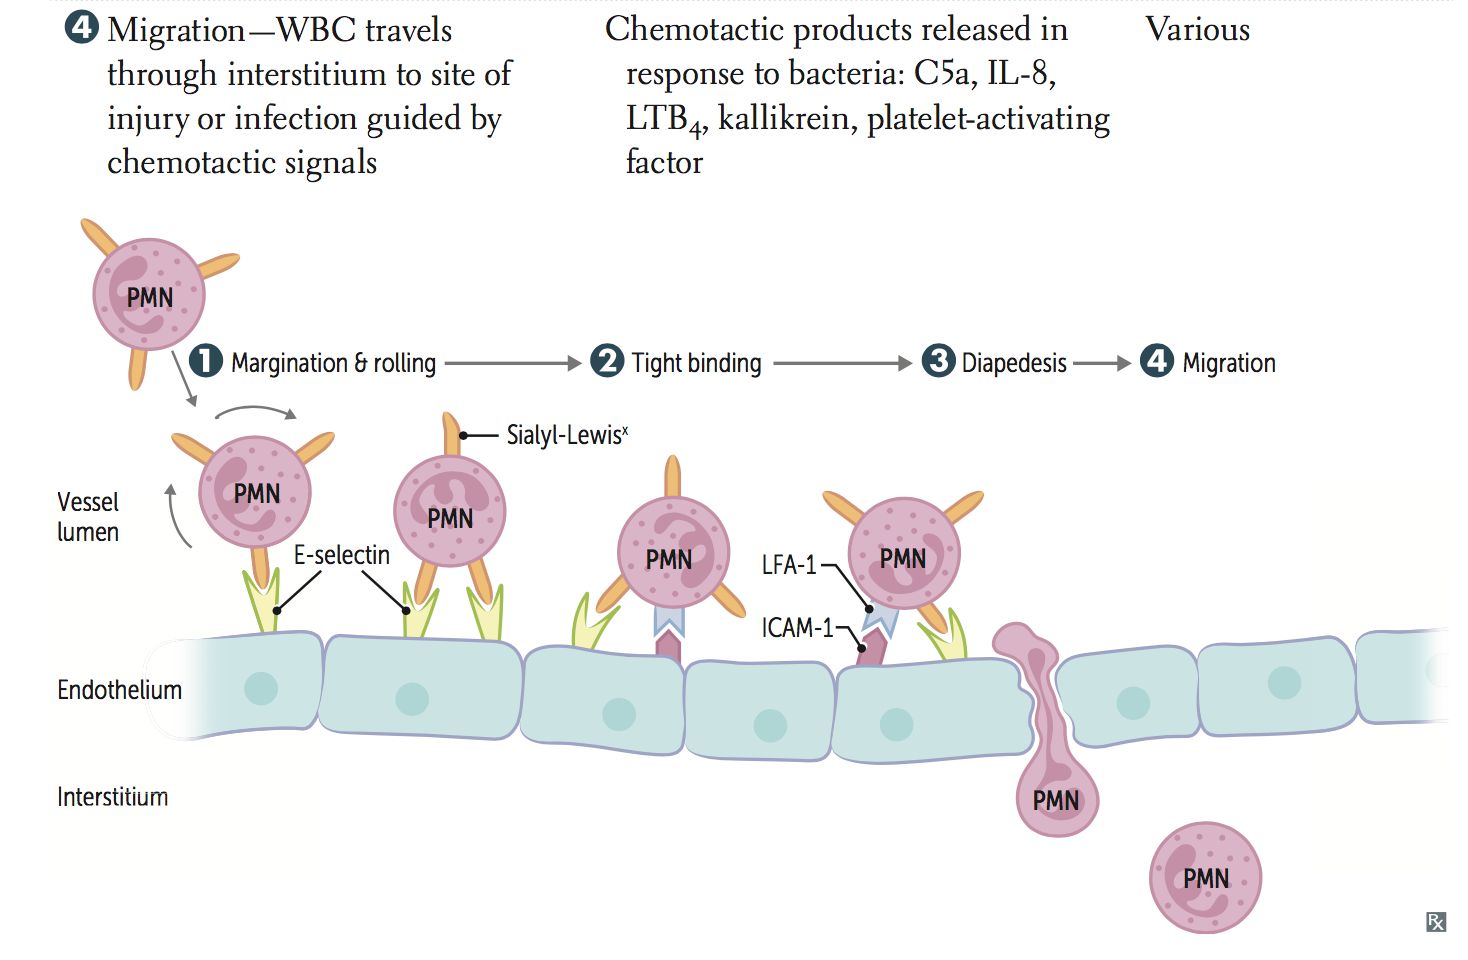 4 Migration—WBC travels
through interstitium to site of
injury or infection guided by
chemotactic signals
Chemotactic products released in
response to bacteria: C5a, IL-8,
LTB₄, kallikrein, platelet-activating
factor
Various
PMN
1 Margination & rolling
2 Tight binding
3 Diapedesis
4 Migration
Sialyl-Lewisˣ
PMN
PMN
PMN
PMN
Vessel
lumen
E-selectin
LFA-1
ICAM-1
Endothelium
Interstitium
PMN
PMN
Rx